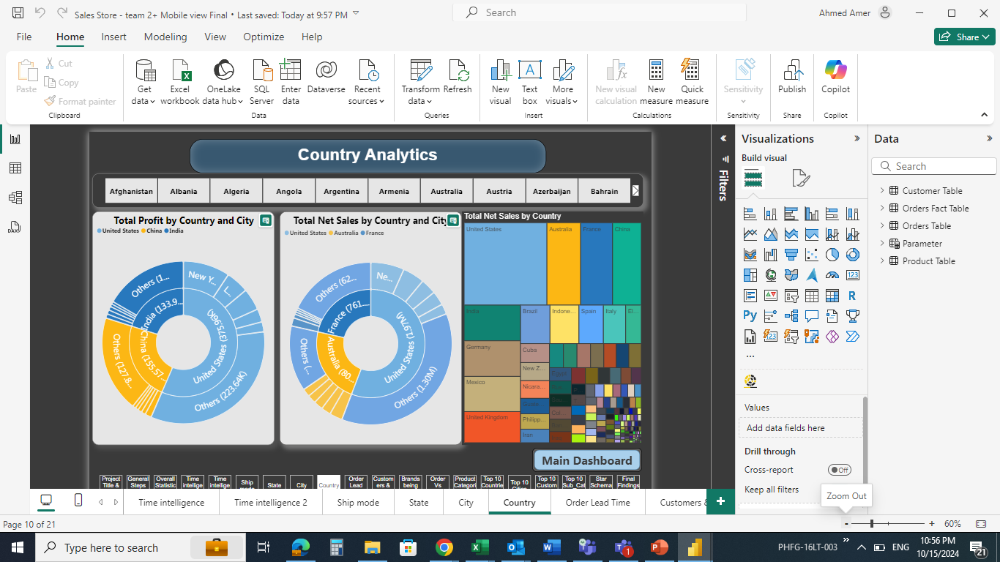 Sales Store - team 2+ Mobile view Final • Last saved: Today at 9:57 PM
Search
Ahmed Amer
File Home Insert Modeling View Optimize Help
Share
Paste
Cut
Copy
Format painter
Clipboard
Get data
Excel workbook
OneLake data hub
SQL Server
Enter data
Dataverse
Recent sources
Data
Transform data
Refresh
Queries
New visual
Text box
More visuals
Insert
New visual calculation
New measure
Quick measure
Calculations
Sensitivity
Sensitivity
Publish
Share
Copilot
Copilot
Country Analytics
Afghanistan Albania Algeria Angola Argentina Armenia Australia Austria Azerbaijan Bahrain
Total Profit by Country and City
United States China India
Others (1...
New Y...
L...
India (133.9...
China (155.57...
United States (375.96K)
Others (127.8...
Others (223.64K)
Total Net Sales by Country and City
United States Australia France
Others (62...
Ne...
France (761....
Australia (80...
United States (1.97M)
Others (...
Others (1.30M)
Total Net Sales by Country
United States
Australia
France
China
India
Brazil
Indone...
Spain
Italy
El...
Germany
Cuba
New Z...
Mexico
Nicara...
United Kingdom
Philipp...
Iran
Egypt
Col...
Main Dashboard
Project Title &
General Steps
Overall Statistic
Time intellige
Time intellige
Ship mode
State
City
Country
Order Lead
Custom ers &
Brands being
Order Vs
Product Categori
Top 10 Countrie
Top 10 Cities
Top 10 Custom
Top 10 Sub_Cat
Star Schema
Final Findings
Time intelligence
Time intelligence 2
Ship mode
State
City
Country
Order Lead Time
Customers &
Filters
Visualizations
Build visual
Values
Add data fields here
Drill through
Cross-report
Off
Keep all filters
Zoom Out
Data
Search
Customer Table
Orders Fact Table
Orders Table
Parameter
Product Table
Page 10 of 21
- + 60%
Type here to search
PHFG-16LT-003
ENG
10:56 PM
10/15/2024
21